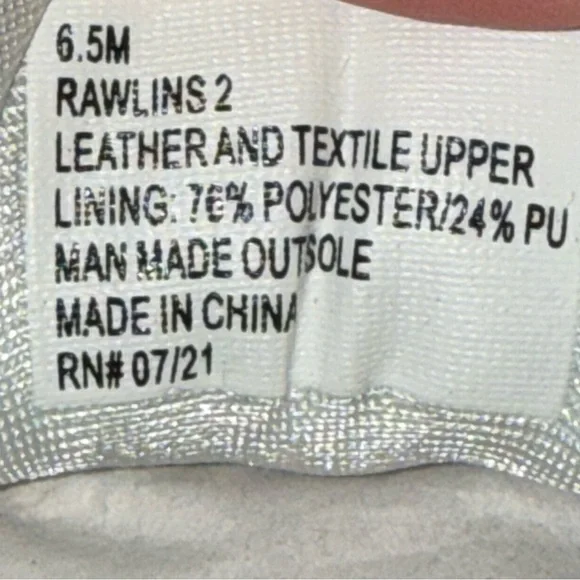 6.5M
RAWLINS 2
LEATHER AND TEXTILE UPPER
LINING: 76% POLYESTER/24% PU
MAN MADE OUTSOLE
MADE IN CHINA
RN# 07/21